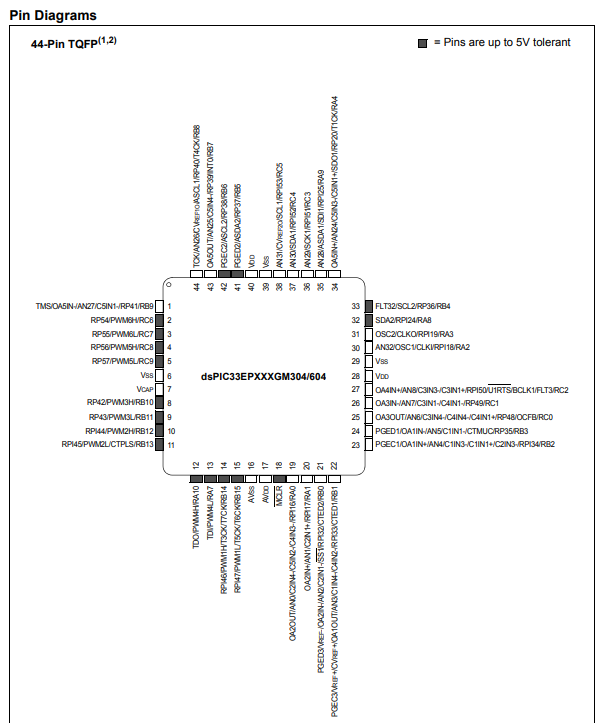 Pin Diagrams
44-Pin TQFP(1,2)
= Pins are up to 5V tolerant
TCK/AN26/CVREF1O/ASCL1/RP40/T4CK/RB8
OA5OUT/AN25/C5IN4-/RP39/INT0/RB7
PGEC2/ASCL2/RP38/RB6
PGED2/ASDA2/RP37/RB5
VDD
VSS
AN31/CVREF2O/SCL1/RPI53/RC5
AN30/SDA1/RPI52/RC4
AN29/SCK1/RPI51/RC3
AN28/ASDA1/SDI1/RPI25/RA9
OA5IN+/AN24/C5IN3-/C5IN1+/SDO1/RP20/T1CK/RA4
44 43 42 41 40 39 38 37 36 35 34
TMS/OA5IN-/AN27/C5IN1-/RP41/RB9 1
RP54/PWM6H/RC6 2
RP55/PWM6L/RC7 3
RP56/PWM5H/RC8 4
RP57/PWM5L/RC9 5
VSS 6
VCAP 7
RP42/PWM3H/RB10 8
RP43/PWM3L/RB11 9
RPI44/PWM2H/RB12 10
RPI45/PWM2L/CTPLS/RB13 11
dsPIC33EPXXXGM304/604
33 FLT32/SCL2/RP36/RB4
32 SDA2/RPI24/RA8
31 OSC2/CLKO/RPI19/RA3
30 AN32/OSC1/CLKI/RPI18/RA2
29 VSS
28 VDD
27 OA4IN+/AN8/C3IN3-/C3IN1+/RPI50/U1RTS/BCLK1/FLT3/RC2
26 OA3IN-/AN7/C3IN1-/C4IN1-/RP49/RC1
25 OA3OUT/AN6/C3IN4-/C4IN4-/C4IN1+/RP48/OCFB/RC0
24 PGED1/OA1IN-/AN5/C1IN1-/CTMUC/RP35/RB3
23 PGEC1/OA1IN+/AN4/C1IN3-/C1IN1+/C2IN3-/RPI34/RB2
12 13 14 15 16 17 18 19 20 21 22
TDO/PWM4H/RA10
TDI/PWM4L/RA7
RPI46/PWM1H/T3CK/T7CK/RB14
RPI47/PWM1L/T5CK/T6CK/RB15
AVSS
AVDD
MCLR
OA2OUT/AN0/C2IN4-/C5IN2-/C4IN3-/RPI16/RA0
OA2IN+/AN1/C2IN1+/RPI17/RA1
PGED3/VREF-/OA2IN-/AN2/C2IN1-/SS1/RPI32/CTED2/RB0
PGEC3/VREF+/CVREF+/OA1OUT/AN3/C1IN4-/C4IN2-/RPI33/CTED1/RB1